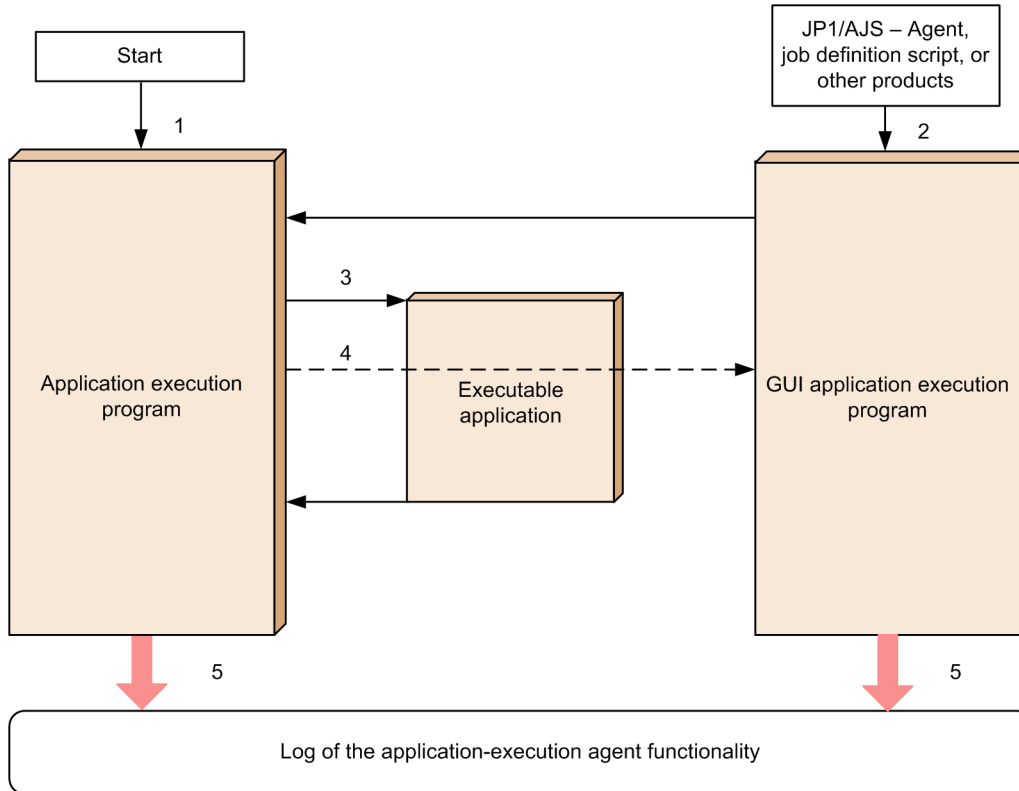 Start
JP1/AJS – Agent,
job definition script, or
other products
1
2
3
4
Application execution
program
Executable
application
GUI application execution
program
5
5
Log of the application-execution agent functionality